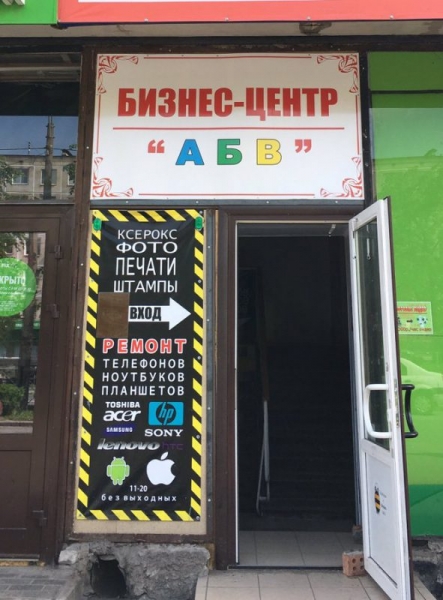 БИЗНЕС-ЦЕНТР
“АБВ”
КСЕРОКС
ФОТО
ПЕЧАТИ
ШТАМПЫ
ВХОД
РЕМОНТ
ТЕЛЕФОНОВ
НОУТБУКОВ
ПЛАНШЕТОВ
TOSHIBA
acer
hp
SAMSUNG
SONY
lenovo
htc
11-20
без выходных